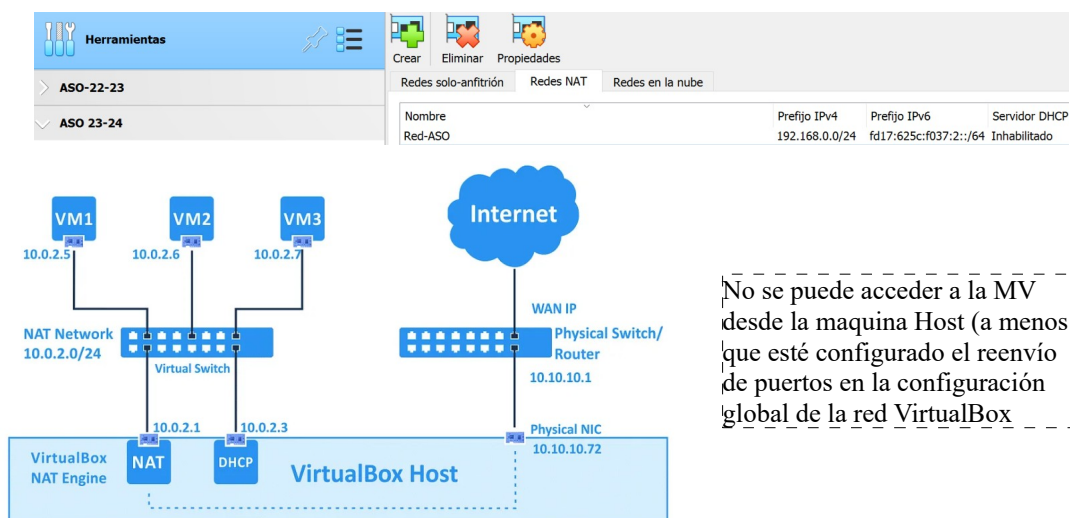 Herramientas
ASO-22-23
ASO 23-24
Crear Eliminar Propiedades
Redes solo-anfitrión Redes NAT Redes en la nube
Nombre Prefijo IPv4 Prefijo IPv6 Servidor DHCP
Red-ASO 192.168.0.0/24 fd17:625c:f037:2::/64 Inhabilitado
VM1 VM2 VM3
10.0.2.5 10.0.2.6 10.0.2.7
Internet
WAN IP
NAT Network
10.0.2.0/24
Virtual Switch
Physical Switch/
Router
10.10.10.1
10.0.2.1 10.0.2.3
Physical NIC
10.10.10.72
VirtualBox
NAT Engine
NAT
DHCP
VirtualBox Host
No se puede acceder a la MV
desde la maquina Host (a menos
que esté configurado el reenvío
de puertos en la configuración
global de la red VirtualBox